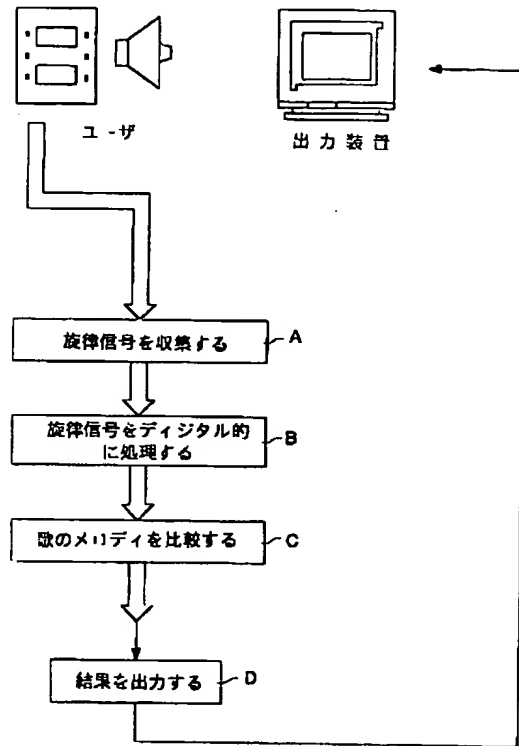 ユ-ザ
出力装置
旋律信号を収集する
A
旋律信号をディジタル的
に処理する
B
歌のメロディを比較する
C
結果を出力する
D